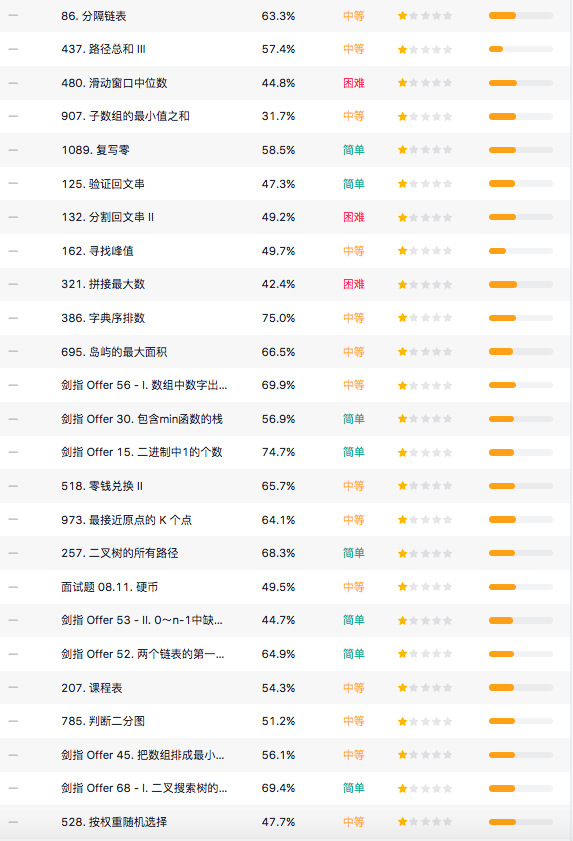 86. 分隔链表 63.3% 中等
437. 路径总和 III 57.4% 中等
480. 滑动窗口中位数 44.8% 困难
907. 子数组的最小值之和 31.7% 中等
1089. 复写零 58.5% 简单
125. 验证回文串 47.3% 简单
132. 分割回文串 II 49.2% 困难
162. 寻找峰值 49.7% 中等
321. 拼接最大数 42.4% 困难
386. 字典序排数 75.0% 中等
695. 岛屿的最大面积 66.5% 中等
剑指 Offer 56 - I. 数组中数字出... 69.9% 中等
剑指 Offer 30. 包含min函数的栈 56.9% 简单
剑指 Offer 15. 二进制中1的个数 74.7% 简单
518. 零钱兑换 II 65.7% 中等
973. 最接近原点的 K 个点 64.1% 中等
257. 二叉树的所有路径 68.3% 简单
面试题 08.11. 硬币 49.5% 中等
剑指 Offer 53 - II. 0～n-1中缺... 44.7% 简单
剑指 Offer 52. 两个链表的第一... 64.9% 简单
207. 课程表 54.3% 中等
785. 判断二分图 51.2% 中等
剑指 Offer 45. 把数组排成最小... 56.1% 中等
剑指 Offer 68 - I. 二叉搜索树的... 69.4% 简单
528. 按权重随机选择 47.7% 中等